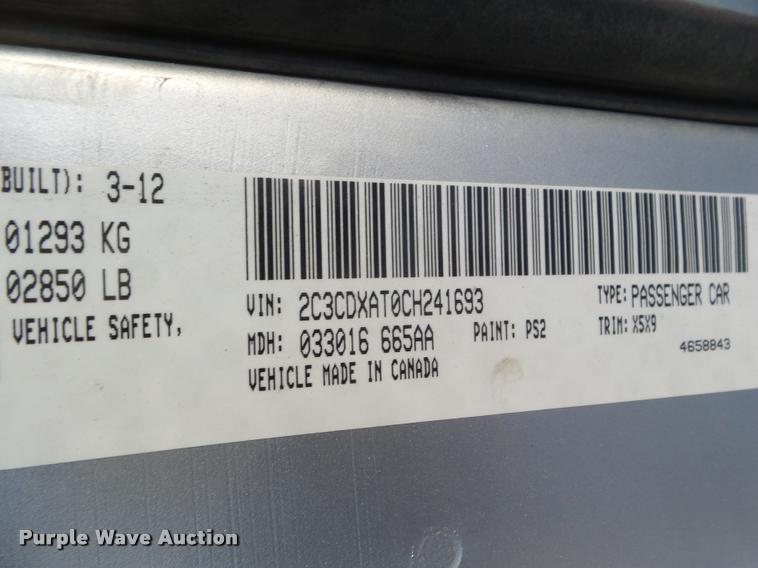 BUILT): 3-12
01293 KG
02850 LB
VEHICLE SAFETY,
VIN: 2C3CDXAT0CH241693
TYPE: PASSENGER CAR
MDH: 033016 665AA
PAINT: PS2
TRIM: X5X9
VEHICLE MADE IN CANADA
4658843
Purple Wave Auction